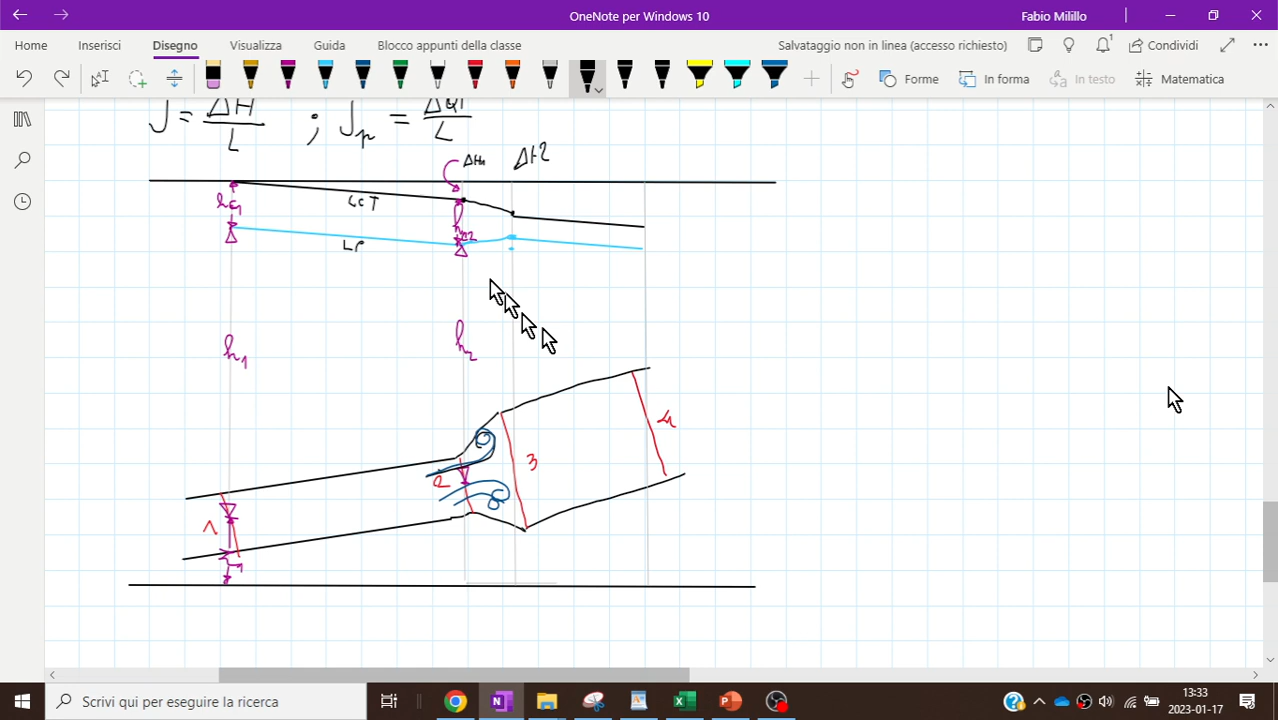 OneNote per Windows 10
Fabio Milillo
Home Inserisci Disegno Visualizza Guida Blocco appunti della classe
Salvataggio non in linea (accesso richiesto) Condividi
Forme In forma In testo Matematica
J = ΔH / L ; Jp = / L
ΔH2
LCT
LP
h1
h2
1
2
3
4
Scrivi qui per eseguire la ricerca
13:33
2023-01-17